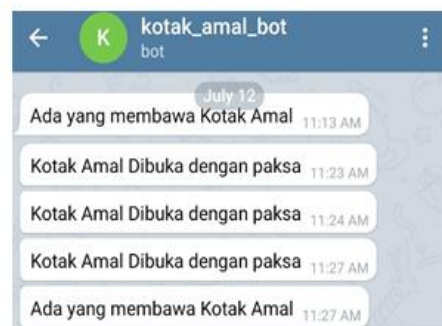 K
kotak_amal_bot
bot
July 12
Ada yang membawa Kotak Amal 11:13 AM
Kotak Amal Dibuka dengan paksa 11:23 AM
Kotak Amal Dibuka dengan paksa 11:24 AM
Kotak Amal Dibuka dengan paksa 11:27 AM
Ada yang membawa Kotak Amal 11:27 AM